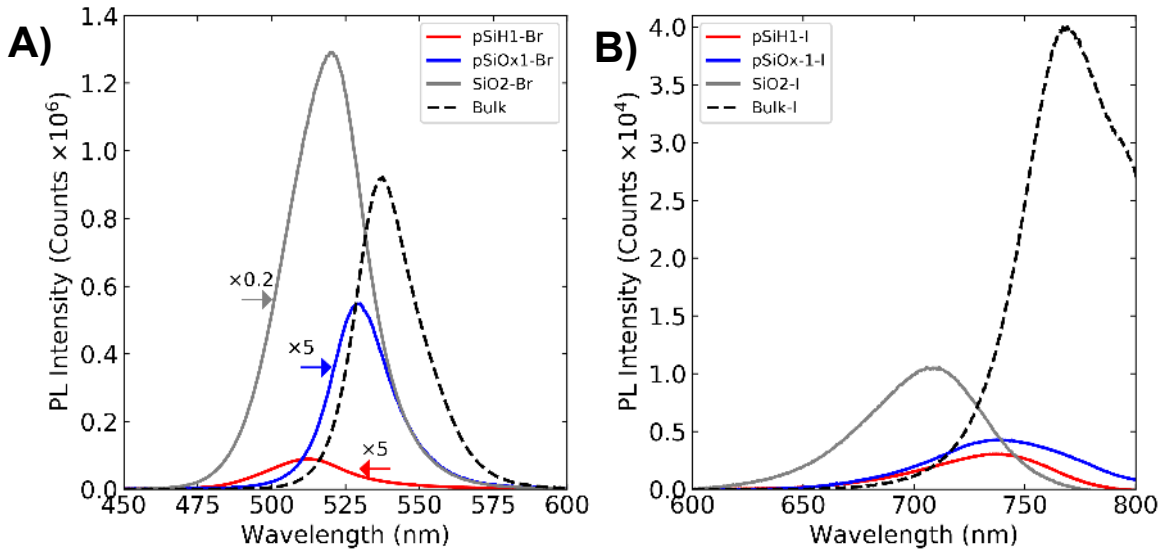 A)
PL Intensity (Counts ×10⁶)
1.4
1.2
1.0
0.8
0.6
0.4
0.2
0.0
pSiH1-Br
pSiOx1-Br
SiO2-Br
Bulk
×0.2
×5
×5
450 475 500 525 550 575 600
Wavelength (nm)
B)
PL Intensity (Counts ×10⁴)
4.0
3.5
3.0
2.5
2.0
1.5
1.0
0.5
0.0
pSiH1-I
pSiOx-1-I
SiO2-I
Bulk-I
600 650 700 750 800
Wavelength (nm)